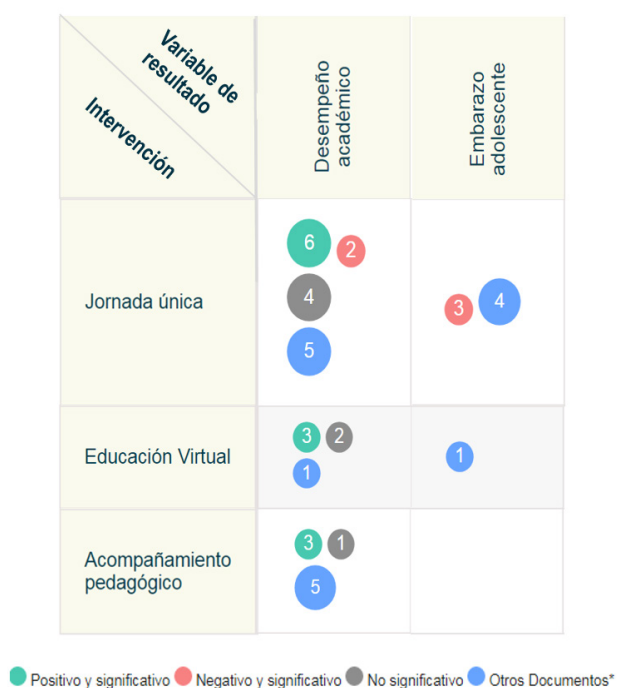 Variable de
resultado
Intervención
Desempeño
académico
Embarazo
adolescente
Jornada única
6
2
4
5
3
4
Educación Virtual
3
2
1
1
Acompañamiento
pedagógico
3
1
5
Positivo y significativo Negativo y significativo No significativo Otros Documentos*